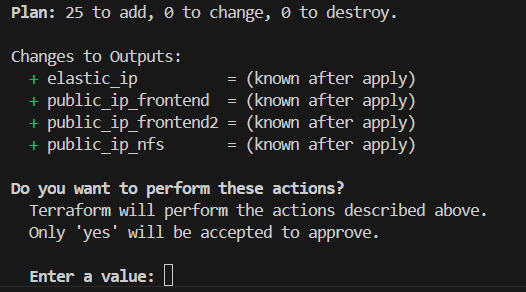 Plan: 25 to add, 0 to change, 0 to destroy.
Changes to Outputs:
+ elastic_ip = (known after apply)
+ public_ip_frontend = (known after apply)
+ public_ip_frontend2 = (known after apply)
+ public_ip_nfs = (known after apply)
Do you want to perform these actions?
Terraform will perform the actions described above.
Only 'yes' will be accepted to approve.
Enter a value: